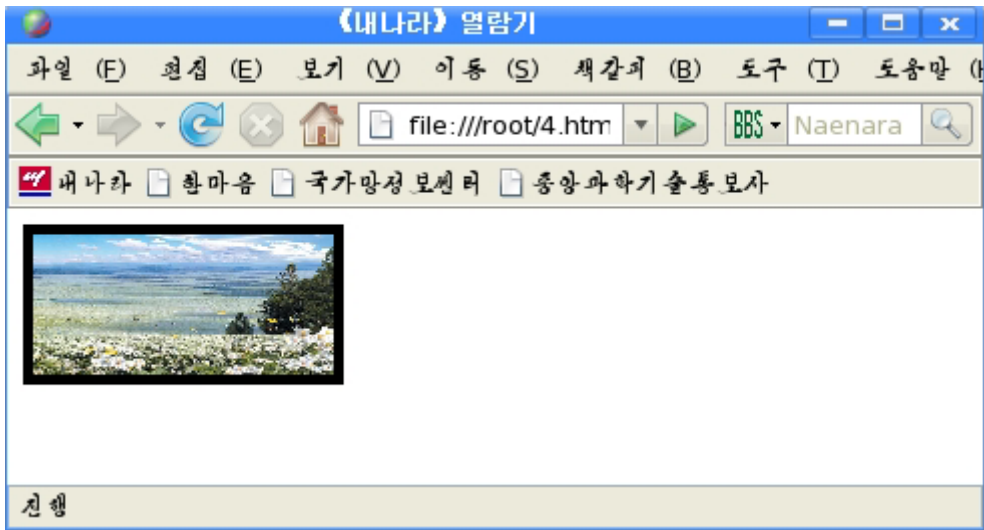 《내나라》 열람기
파일 (F) 편집 (E) 보기 (V) 이동 (S) 책갈피 (B) 도구 (T) 도움말 (H
file:///root/4.htm BBS Naenara
내나라 한마음 국가망정보쎈터 중앙과학기술통보사
진행